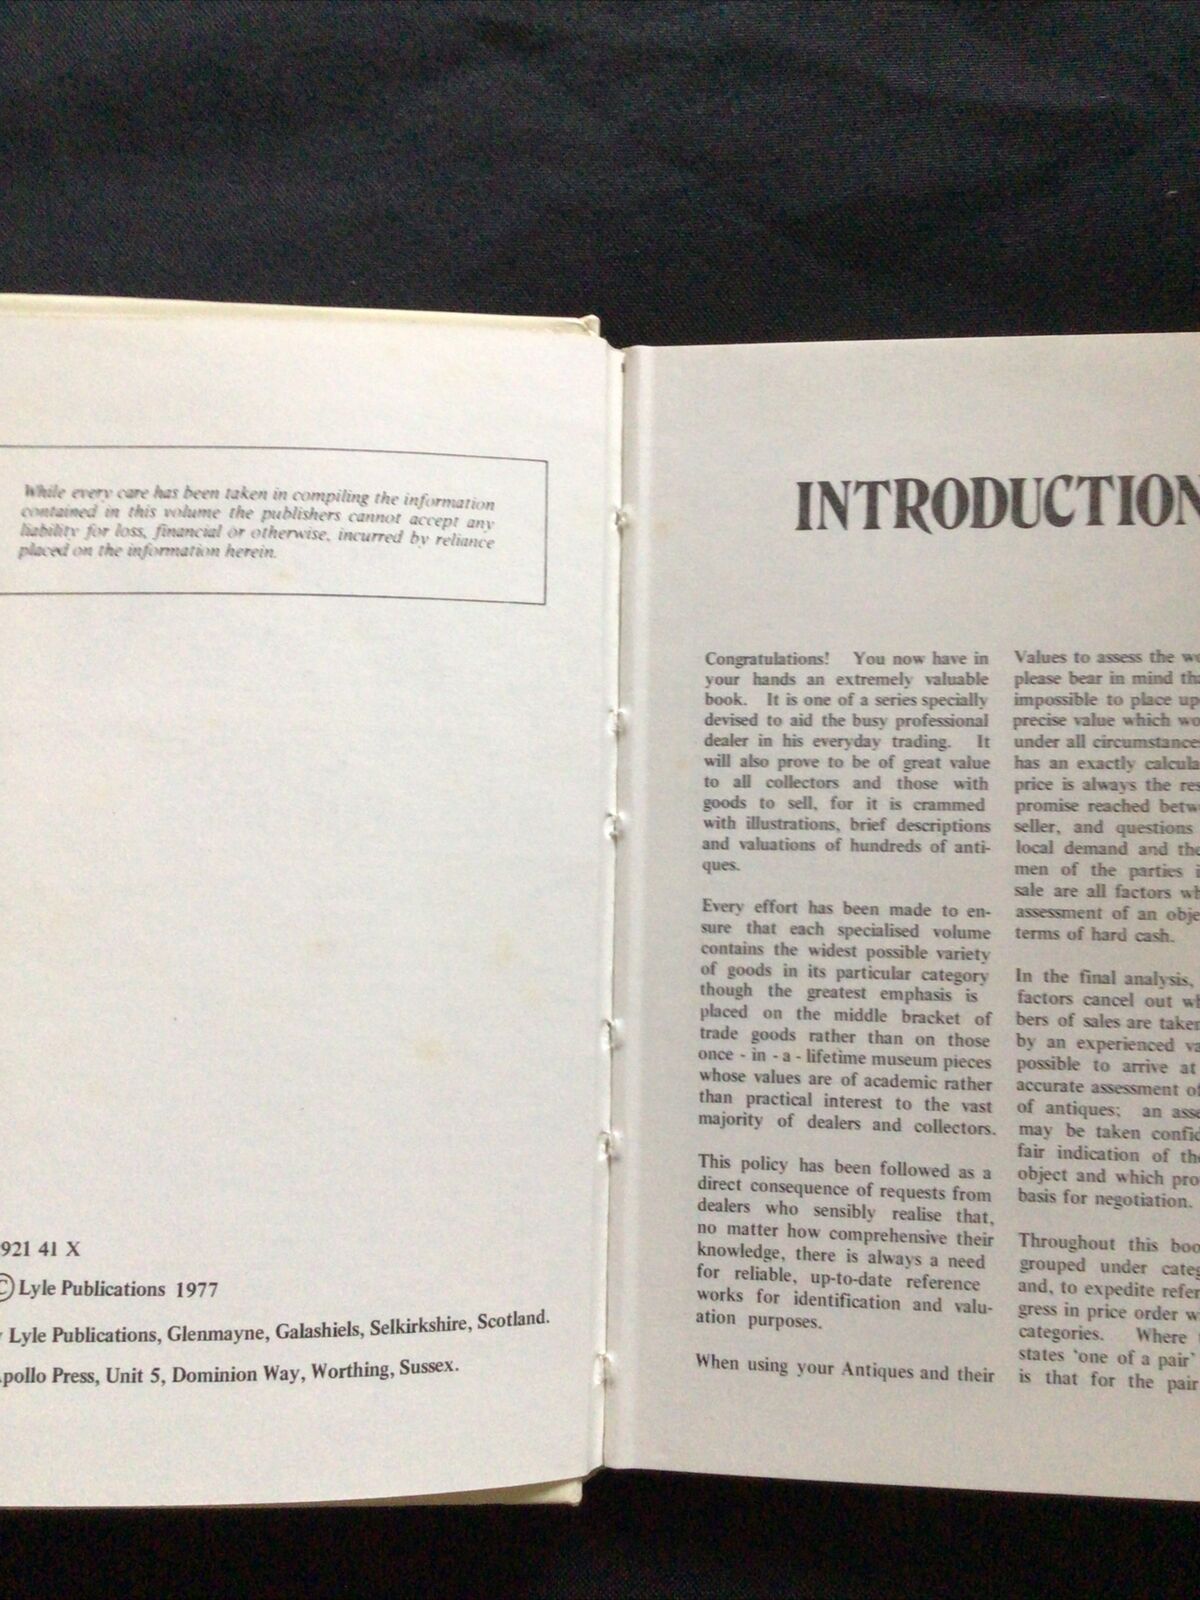 While every care has been taken in compiling the information
contained in this volume the publishers cannot accept any
liability for loss, financial or otherwise, incurred by reliance
placed on the information herein.
921 41 X
© Lyle Publications 1977
Lyle Publications, Glenmayne, Galashiels, Selkirkshire, Scotland.
pollo Press, Unit 5, Dominion Way, Worthing, Sussex.
INTRODUCTION
Congratulations! You now have in
your hands an extremely valuable
book. It is one of a series specially
devised to aid the busy professional
dealer in his everyday trading. It
will also prove to be of great value
to all collectors and those with
goods to sell, for it is crammed
with illustrations, brief descriptions
and valuations of hundreds of anti-
ques.
Every effort has been made to en-
sure that each specialised volume
contains the widest possible variety
of goods in its particular category
though the greatest emphasis is
placed on the middle bracket of
trade goods rather than on those
once - in - a - lifetime museum pieces
whose values are of academic rather
than practical interest to the vast
majority of dealers and collectors.
This policy has been followed as a
direct consequence of requests from
dealers who sensibly realise that,
no matter how comprehensive their
knowledge, there is always a need
for reliable, up-to-date reference
works for identification and valu-
ation purposes.
When using your Antiques and their
Values to assess the
please bear in mind
impossible to place
precise value which
under all
has an exactly
price is always the
promise reached
seller, and questions
local demand and
men of the parties
sale are all factors
assessment of an
terms of hard cash.
In the final analysis,
factors cancel out
bers of sales are
by an experienced
possible to arrive at
accurate assessment
of antiques; an
may be taken
fair indication of
object and which
basis for negotiation.
Throughout this
grouped under
and, to expedite
gress in price order
categories. Where
states 'one of a pair'
is that for the pair